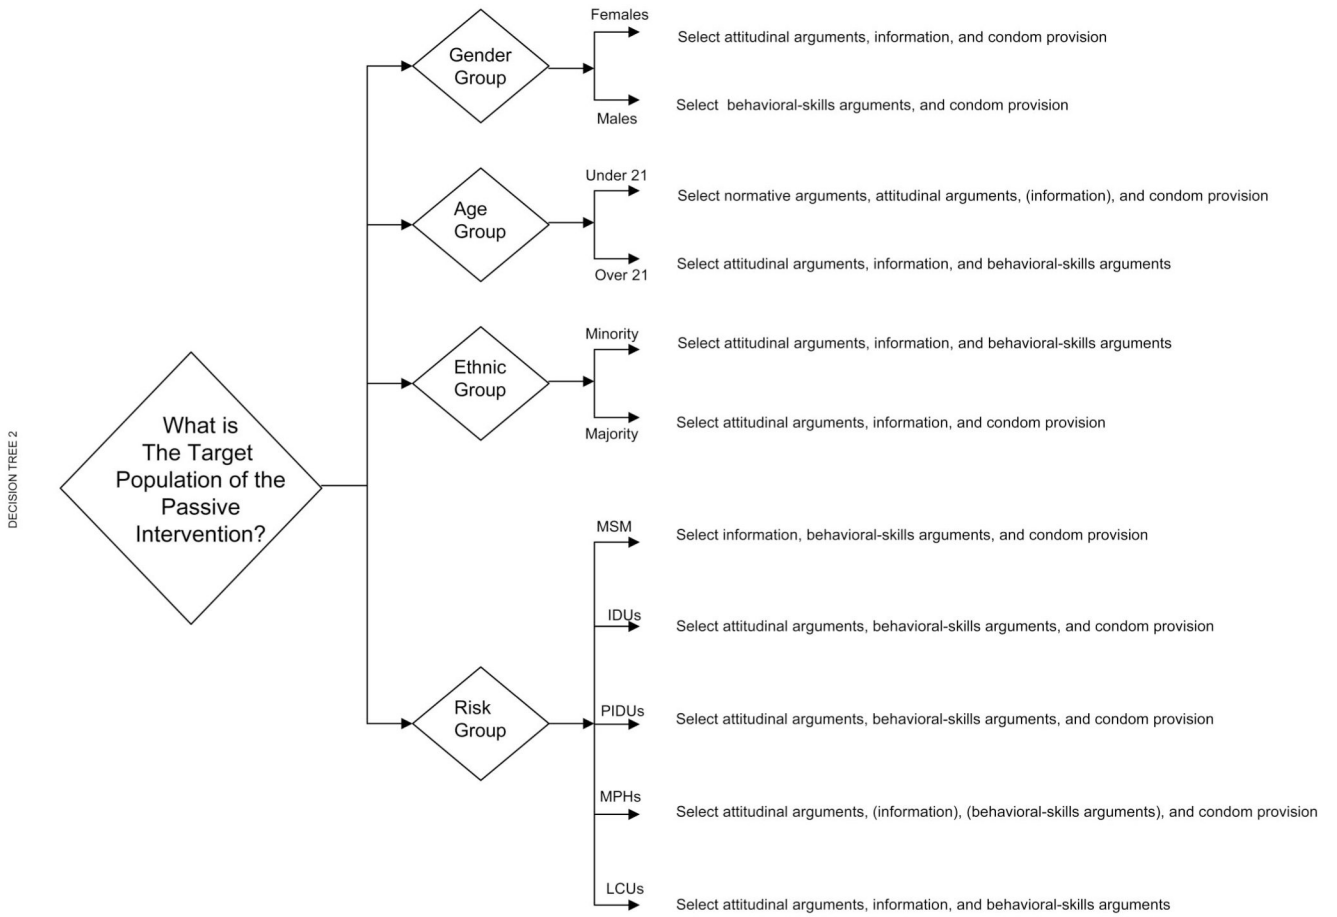 DECISION TREE 2
What is
The Target
Population of the
Passive
Intervention?
Gender
Group
Females
Select attitudinal arguments, information, and condom provision
Males
Select behavioral-skills arguments, and condom provision
Age
Group
Under 21
Select normative arguments, attitudinal arguments, (information), and condom provision
Over 21
Select attitudinal arguments, information, and behavioral-skills arguments
Ethnic
Group
Minority
Select attitudinal arguments, information, and behavioral-skills arguments
Majority
Select attitudinal arguments, information, and condom provision
Risk
Group
MSM
Select information, behavioral-skills arguments, and condom provision
IDUs
Select attitudinal arguments, behavioral-skills arguments, and condom provision
PIDUs
Select attitudinal arguments, behavioral-skills arguments, and condom provision
MPHs
Select attitudinal arguments, (information), (behavioral-skills arguments), and condom provision
LCUs
Select attitudinal arguments, information, and behavioral-skills arguments